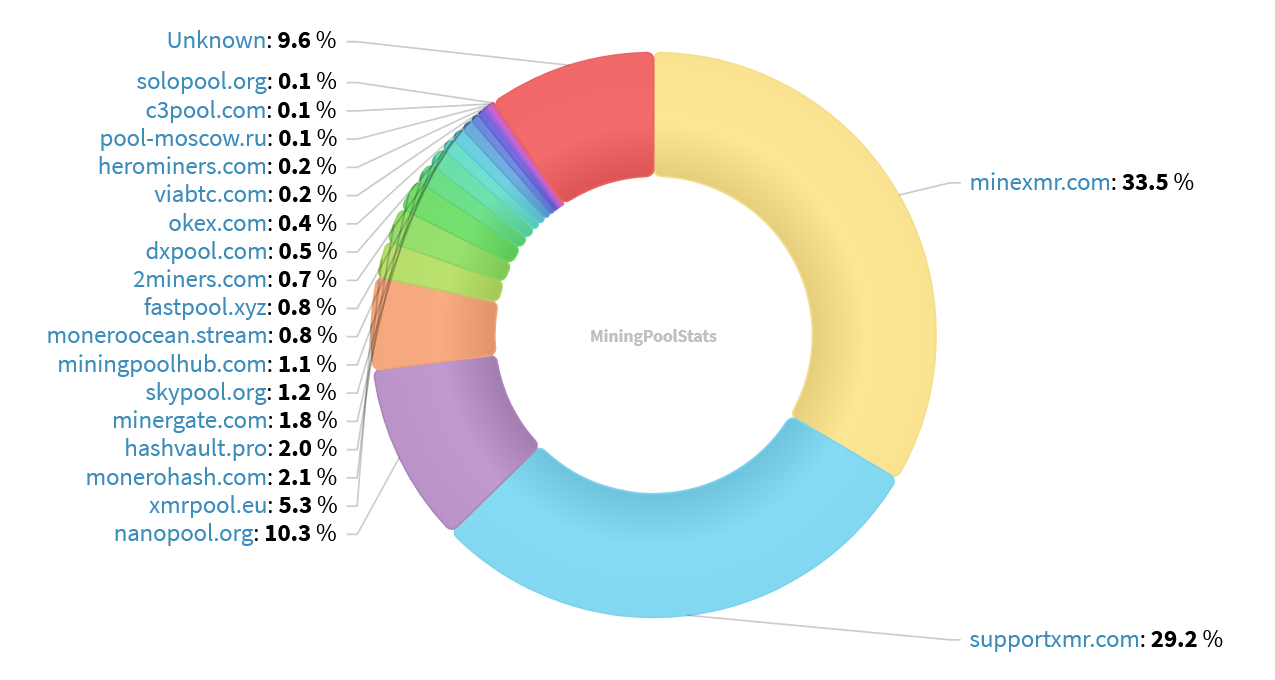 Unknown: 9.6 %
solopool.org: 0.1 %
c3pool.com: 0.1 %
pool-moscow.ru: 0.1 %
herominers.com: 0.2 %
viabtc.com: 0.2 %
okex.com: 0.4 %
dxpool.com: 0.5 %
2miners.com: 0.7 %
fastpool.xyz: 0.8 %
moneroocean.stream: 0.8 %
miningpoolhub.com: 1.1 %
skypool.org: 1.2 %
minergate.com: 1.8 %
hashvault.pro: 2.0 %
monerohash.com: 2.1 %
xmrpool.eu: 5.3 %
nanopool.org: 10.3 %
MiningPoolStats
minexmr.com: 33.5 %
supportxmr.com: 29.2 %